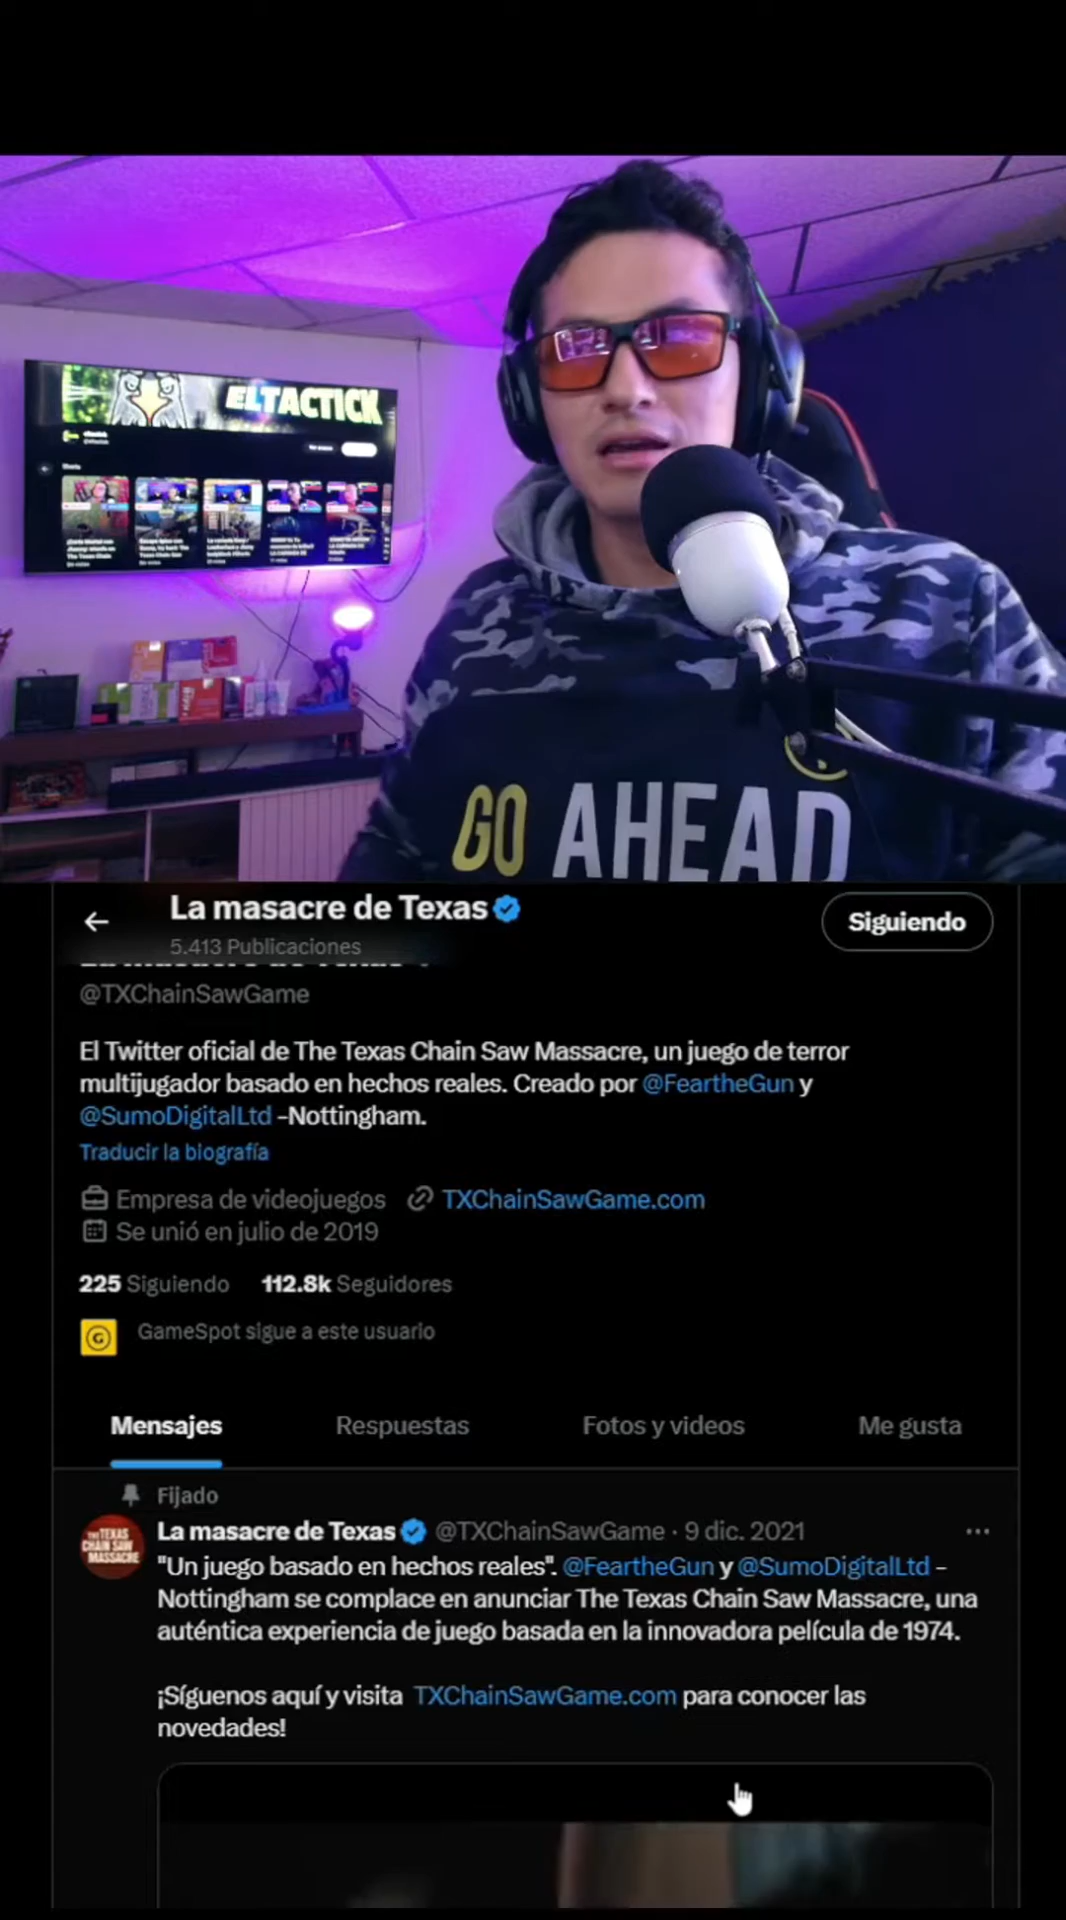 ELTACTICK
GO AHEAD
La masacre de Texas
5.413 Publicaciones
Siguiendo
@TXChainSawGame
El Twitter oficial de The Texas Chain Saw Massacre, un juego de terror
multijugador basado en hechos reales. Creado por @FeartheGun y
@SumoDigitalLtd -Nottingham.
Traducir la biografía
Empresa de videojuegos TXChainSawGame.com
Se unió en julio de 2019
225 Siguiendo 112.8k Seguidores
G
GameSpot sigue a este usuario
Mensajes Respuestas Fotos y videos Me gusta
Fijado
THE TEXAS
CHAIN SAW
MASSACRE
La masacre de Texas @TXChainSawGame · 9 dic. 2021
"Un juego basado en hechos reales". @FeartheGun y @SumoDigitalLtd -
Nottingham se complace en anunciar The Texas Chain Saw Massacre, una
auténtica experiencia de juego basada en la innovadora película de 1974.
¡Síguenos aquí y visita TXChainSawGame.com para conocer las
novedades!